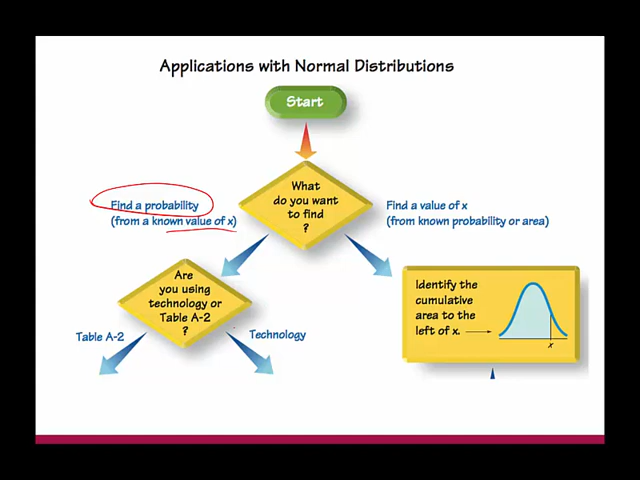 Applications with Normal Distributions
Start
What
do you want
to find
?
Find a probability
(from a known value of x)
Find a value of x
(from known probability or area)
Are
you using
technology or
Table A-2
?
Table A-2
Technology
Identify the
cumulative
area to the
left of x.
x